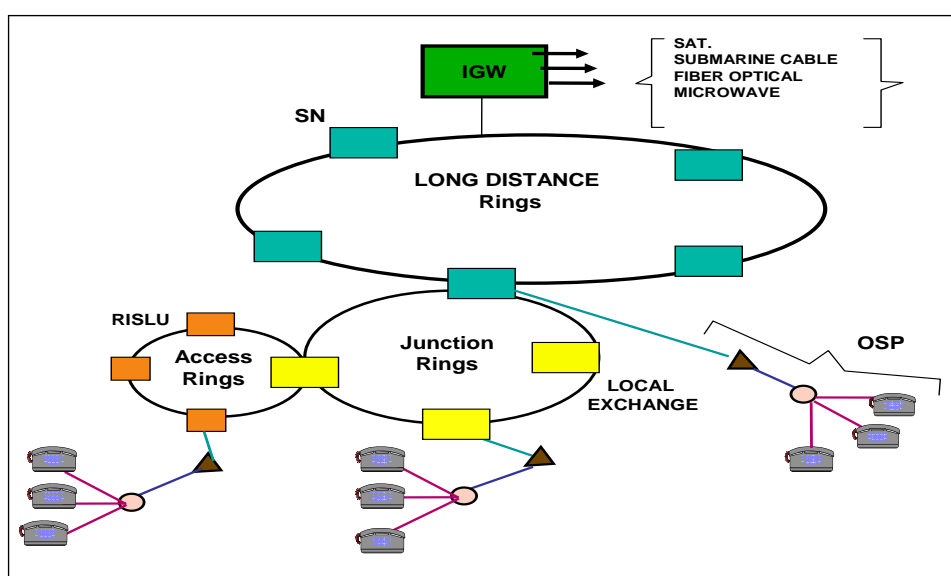 SAT.
SUBMARINE CABLE
FIBER OPTICAL
MICROWAVE
IGW
SN
LONG DISTANCE
Rings
RISLU
Access
Rings
Junction
Rings
OSP
LOCAL
EXCHANGE